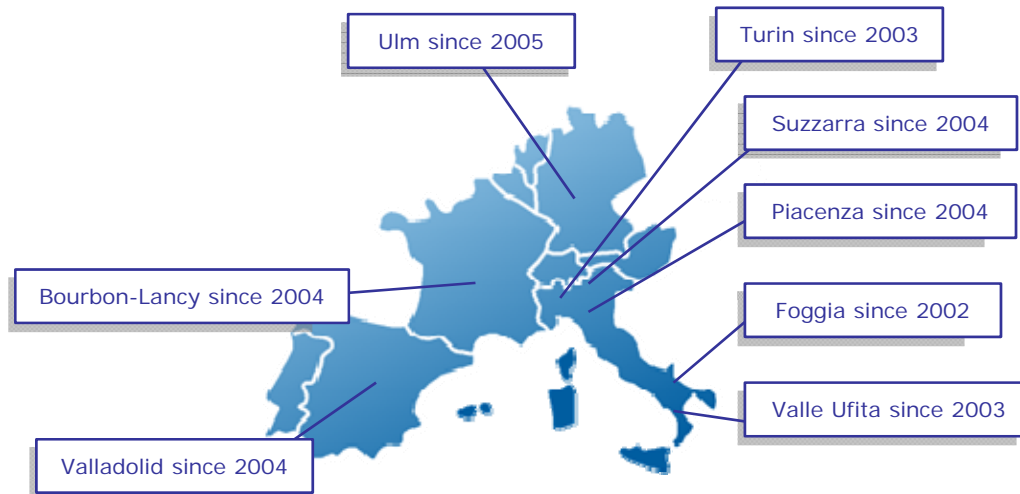 Ulm since 2005
Turin since 2003
Suzzarra since 2004
Piacenza since 2004
Bourbon-Lancy since 2004
Foggia since 2002
Valle Ufita since 2003
Valladolid since 2004